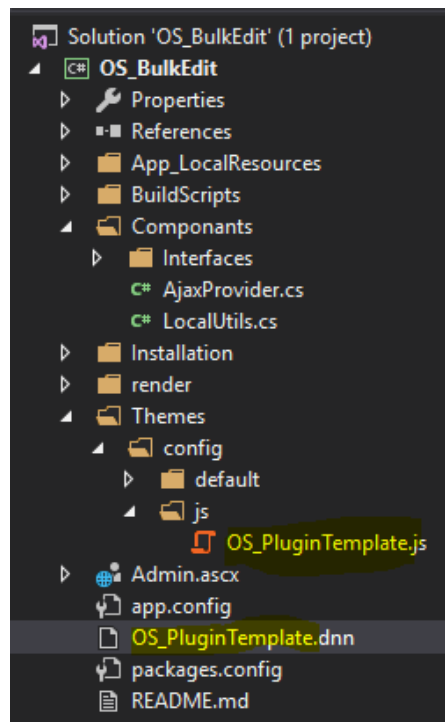 Solution 'OS_BulkEdit' (1 project)
C# OS_BulkEdit
Properties
References
App_LocalResources
BuildScripts
Componants
Interfaces
C# AjaxProvider.cs
C# LocalUtils.cs
Installation
render
Themes
config
default
js
OS_PluginTemplate.js
Admin.ascx
app.config
OS_PluginTemplate.dnn
packages.config
README.md